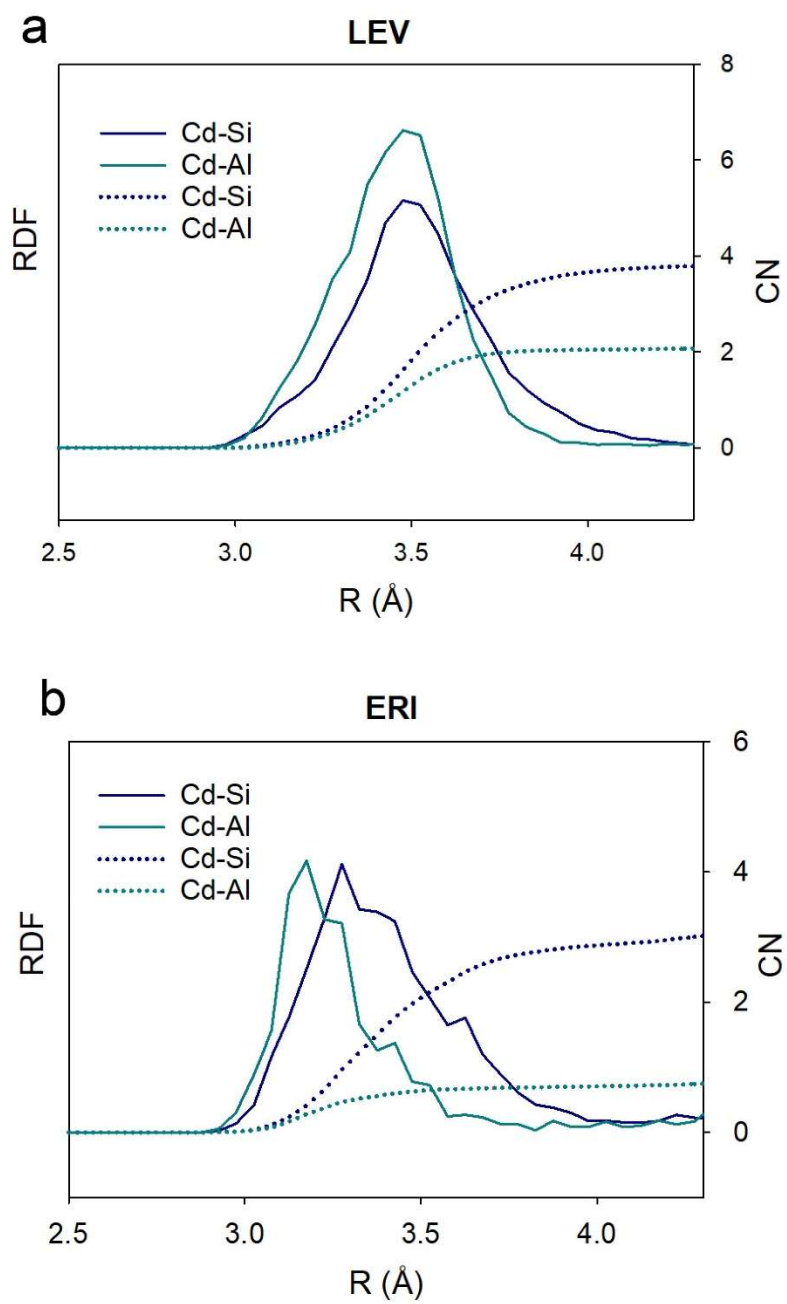 a
LEV
Cd-Si
Cd-Al
Cd-Si
Cd-Al
RDF
CN
8
6
4
2
0
2.5 3.0 3.5 4.0
R (Å)
b
ERI
Cd-Si
Cd-Al
Cd-Si
Cd-Al
RDF
CN
6
4
2
0
2.5 3.0 3.5 4.0
R (Å)